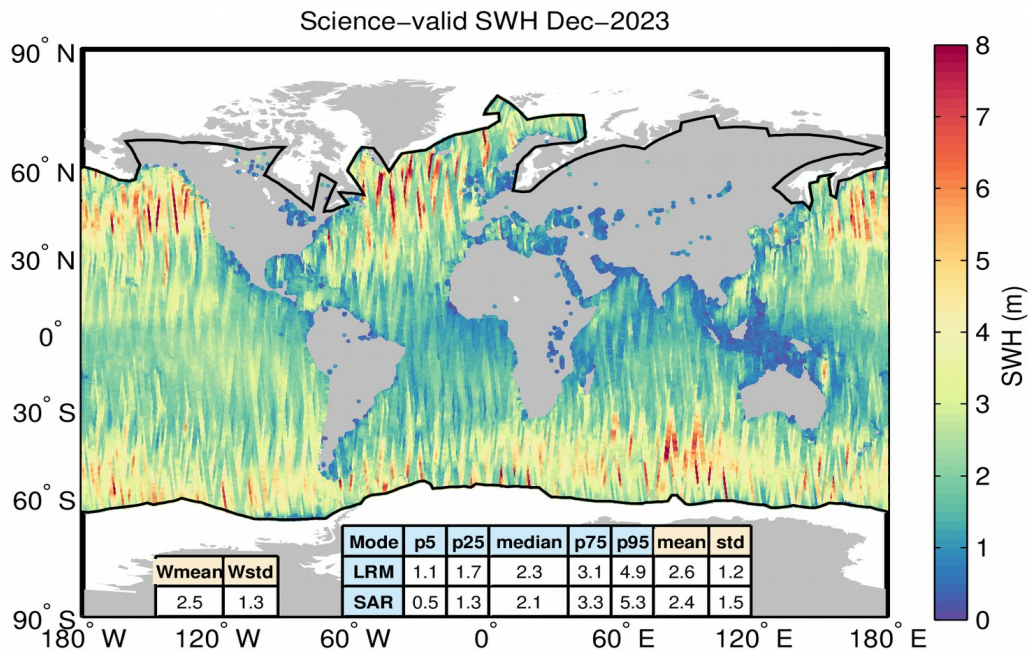 Science−valid SWH Dec−2023
90° N
60° N
30° N
0°
30° S
60° S
90° S
180° W
120° W
60° W
0°
60° E
120° E
180° E
Wmean Wstd
2.5 1.3
Mode p5 p25 median p75 p95 mean std
LRM 1.1 1.7 2.3 3.1 4.9 2.6 1.2
SAR 0.5 1.3 2.1 3.3 5.3 2.4 1.5
8
7
6
5
4
3
2
1
0
SWH (m)